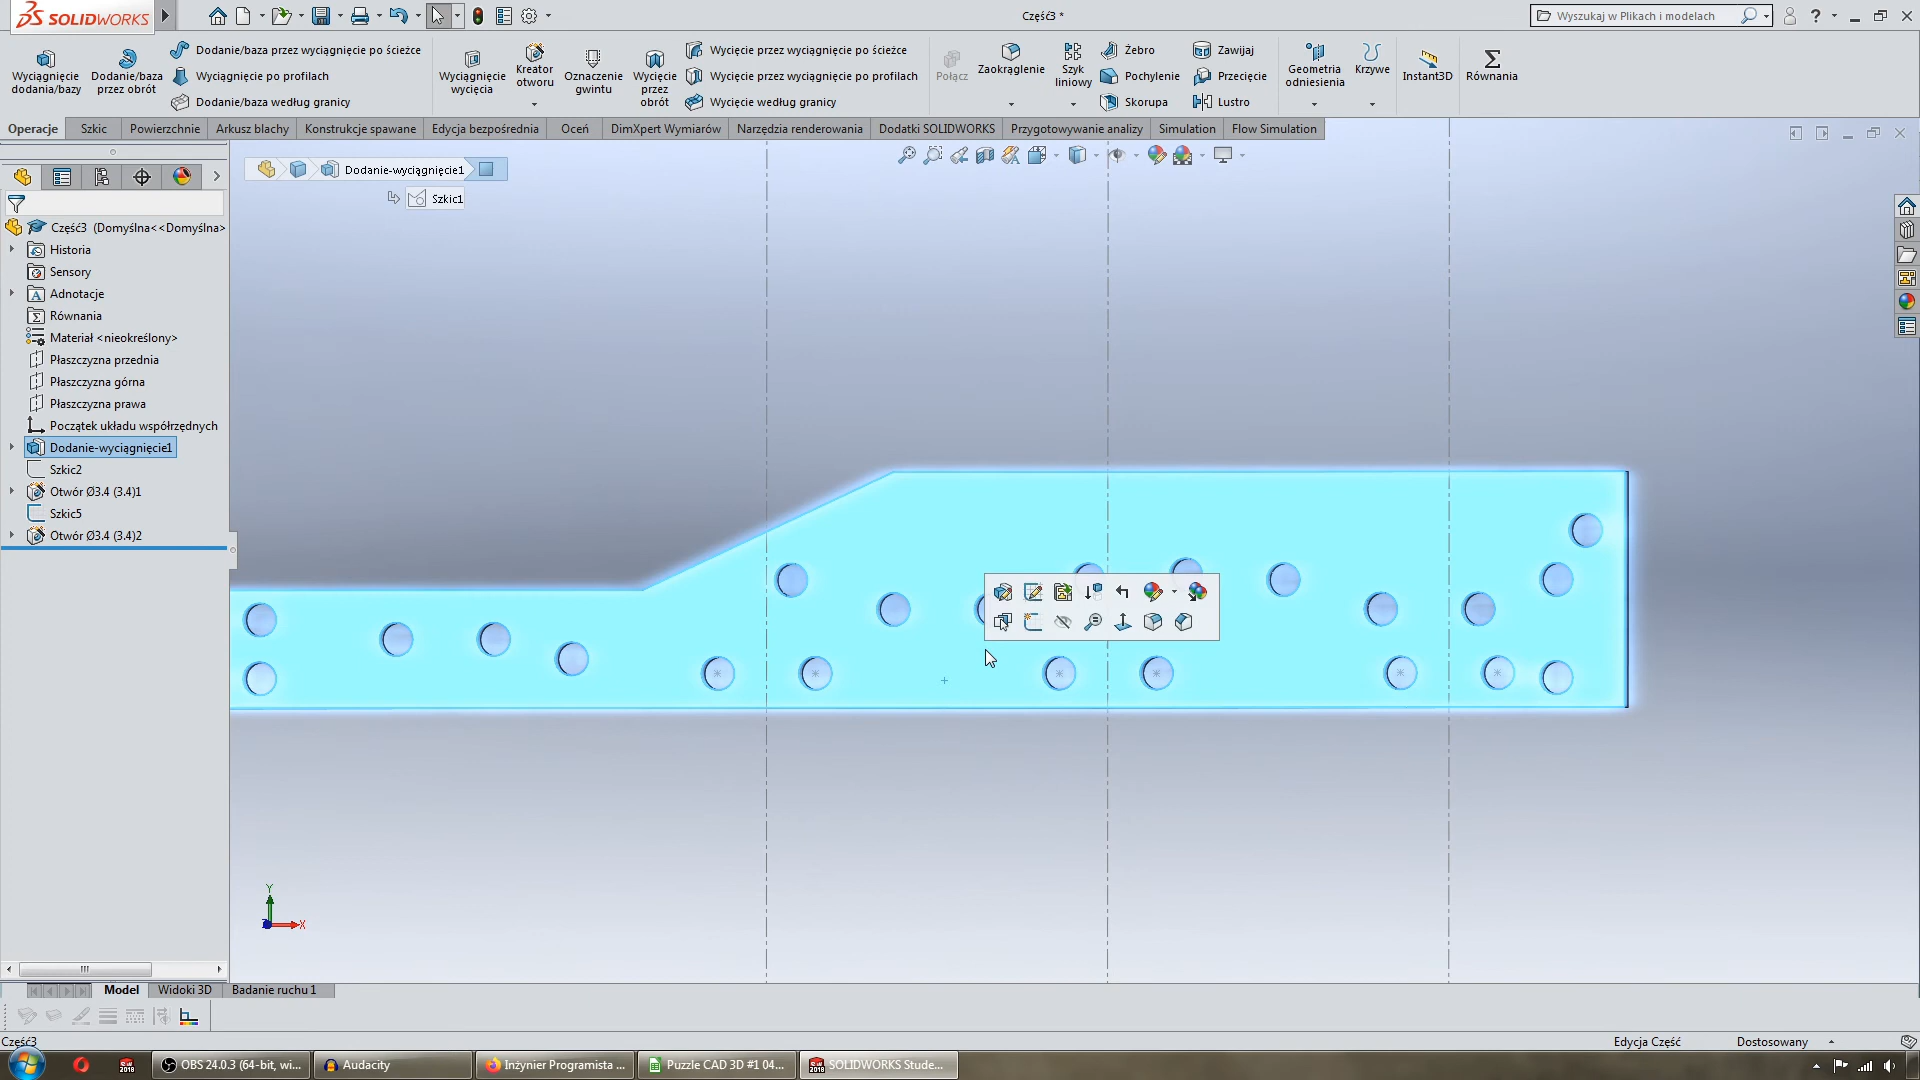 SOLIDWORKS
Część3 *
Wyszukaj w Plikach i modelach
Wyciągnięcie dodania/bazy
Dodanie/baza przez obrót
Dodanie/baza przez wyciągnięcie po ścieżce
Wyciągnięcie po profilach
Dodanie/baza według granicy
Wyciągnięcie wycięcia
Kreator otworu
Oznaczenie gwintu
Wycięcie przez obrót
Wycięcie przez wyciągnięcie po ścieżce
Wycięcie przez wyciągnięcie po profilach
Wycięcie według granicy
Połącz
Zaokrąglenie
Szyk liniowy
Żebro
Pochylenie
Skorupa
Zawijaj
Przecięcie
Lustro
Geometria odniesienia
Krzywe
Instant3D
Równania
Operacje
Szkic
Powierzchnie
Arkusz blachy
Konstrukcje spawane
Edycja bezpośrednia
Oceń
DimXpert Wymiarów
Narzędzia renderowania
Dodatki SOLIDWORKS
Przygotowywanie analizy
Simulation
Flow Simulation
Dodanie-wyciągnięcie1
Szkic1
Część3 (Domyślna<<Domyślna>
Historia
Sensory
Adnotacje
Równania
Materiał <nieokreślony>
Płaszczyzna przednia
Płaszczyzna górna
Płaszczyzna prawa
Początek układu współrzędnych
Dodanie-wyciągnięcie1
Szkic2
Otwór Ø3.4 (3.4)1
Szkic5
Otwór Ø3.4 (3.4)2
Y
X
Z
Model
Widoki 3D
Badanie ruchu 1
Część3
Edycja Część
Dostosowany
OBS 24.0.3 (64-bit, wi...
Audacity
Inżynier Programista ...
Puzzle CAD 3D #1 04...
SOLIDWORKS Stude...